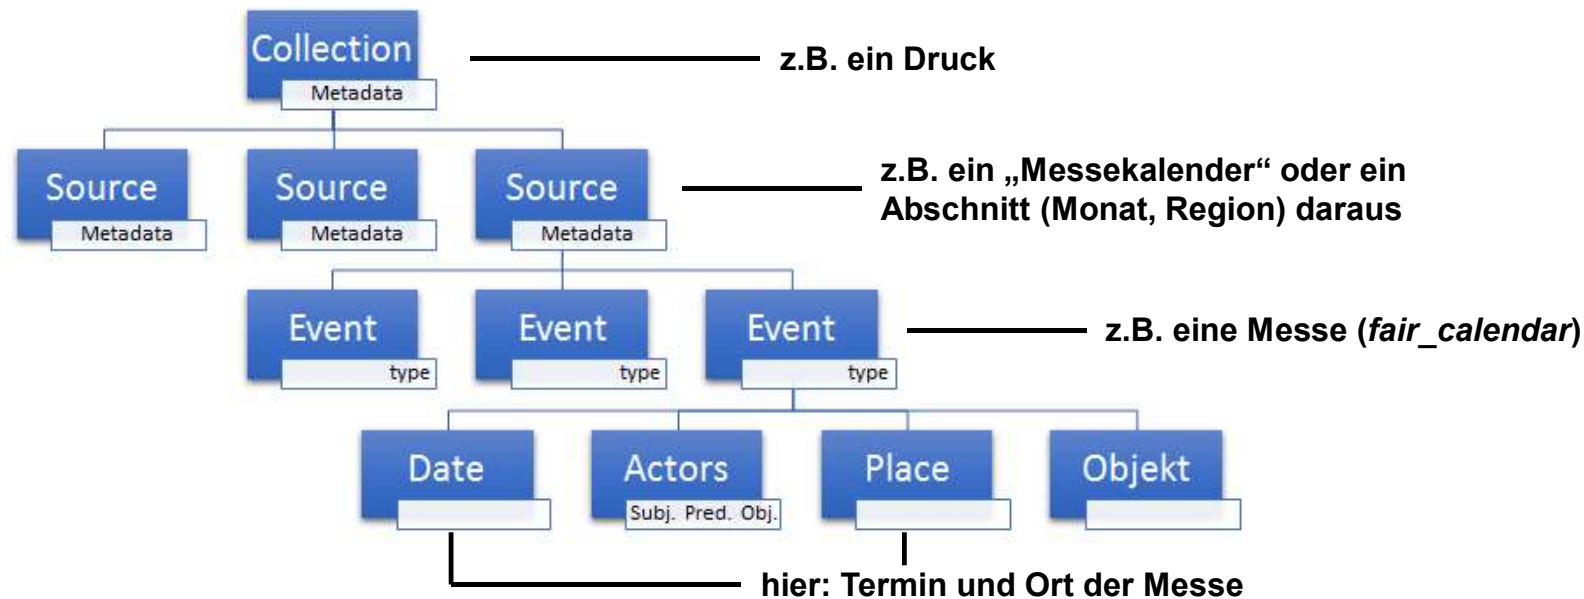 Collection
Metadata
z.B. ein Druck
Source
Metadata
Source
Metadata
Source
Metadata
z.B. ein „Messekalender“ oder ein
Abschnitt (Monat, Region) daraus
Event
type
Event
type
Event
type
z.B. eine Messe (fair_calendar)
Date
Actors
Subj. Pred. Obj.
Place
Objekt
hier: Termin und Ort der Messe